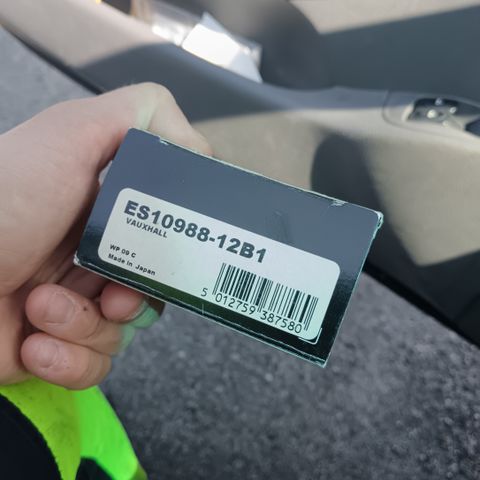 ES10988-12B1
VAUXHALL
WP 09 C
Made in Japan
5 012759 387580